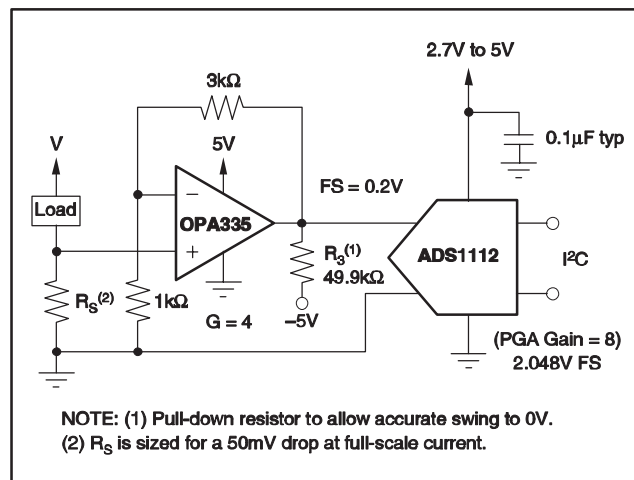 2.7V to 5V
3kΩ
0.1μF typ
V
5V
FS = 0.2V
Load
−
OPA335
+
R3(1)
49.9kΩ
ADS1112
I2C
RS(2)
1kΩ
G = 4
−5V
(PGA Gain = 8)
2.048V FS
NOTE: (1) Pull-down resistor to allow accurate swing to 0V.
(2) RS is sized for a 50mV drop at full-scale current.